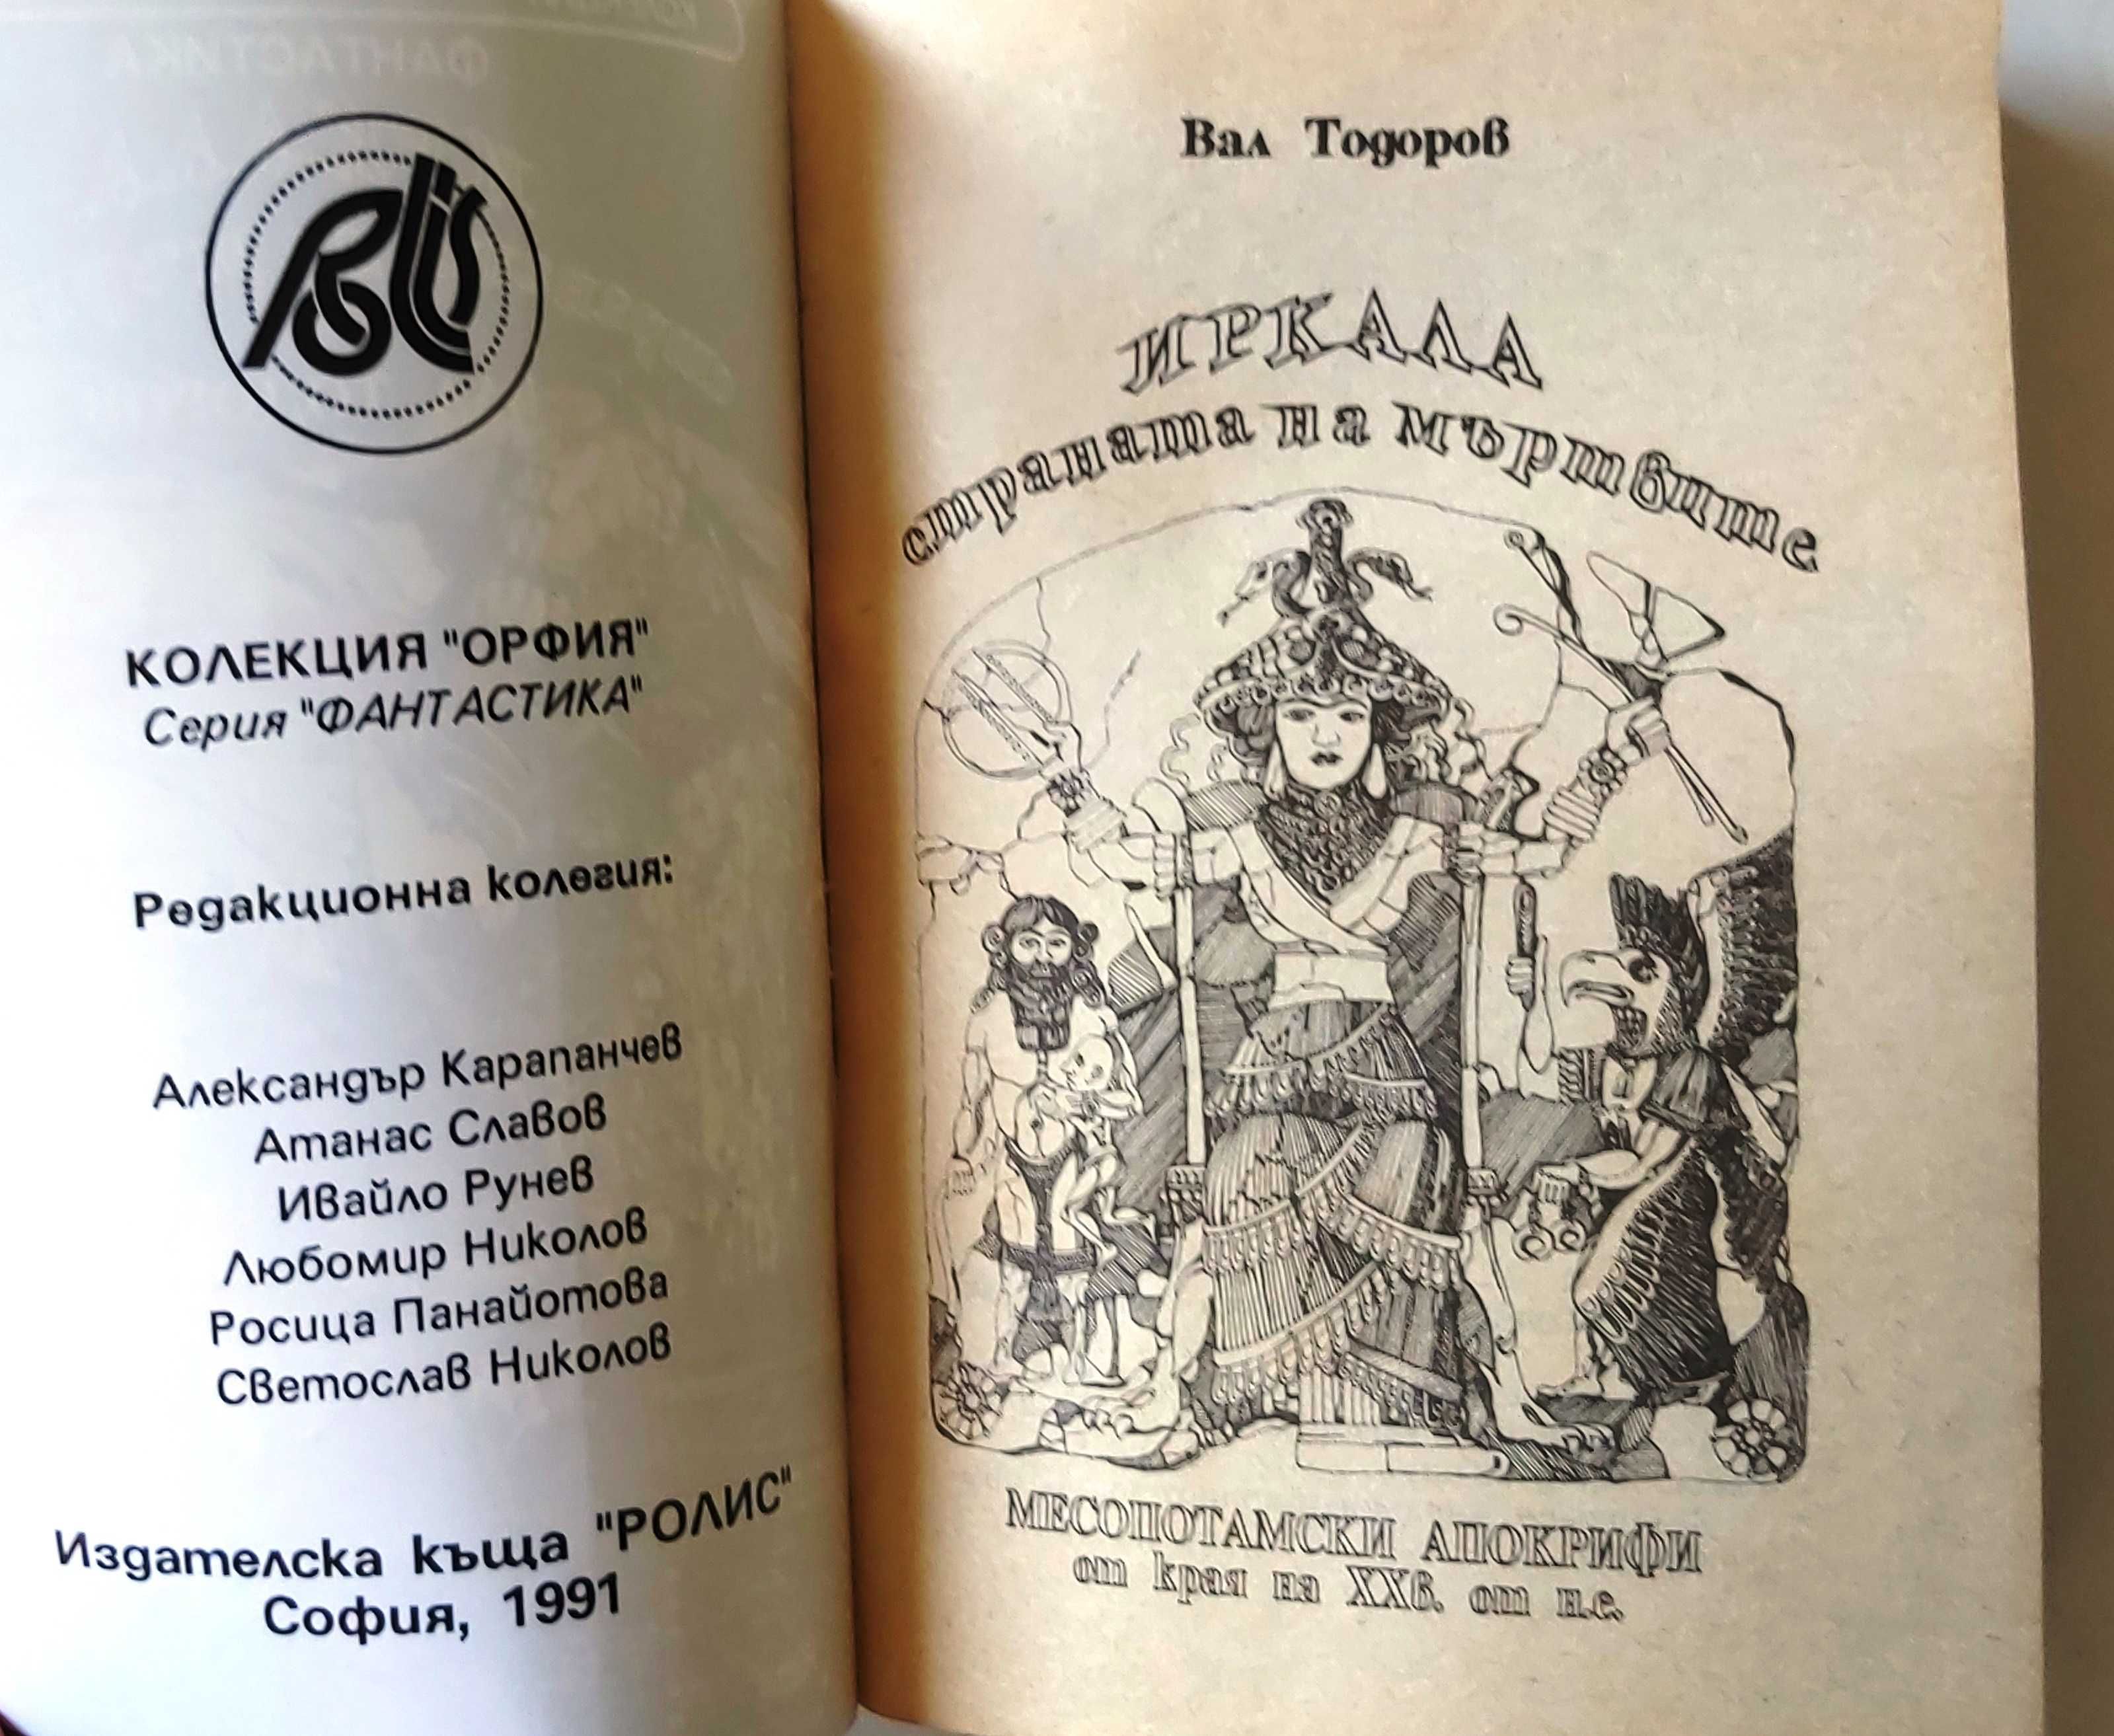 Rolis
КОЛЕКЦИЯ "ОРФИЯ"
Серия "ФАНТАСТИКА"
Редакционна колегия:
Александър Карапанчев
Атанас Славов
Ивайло Рунев
Любомир Николов
Росица Панайотова
Светослав Николов
Издателска къща "РОЛИС"
София, 1991
Вал Тодоров
ИРКАЛА
страната на мъртвите
МЕСОПОТАМСКИ АПОКРИФИ
от края на XXв. от н.е.